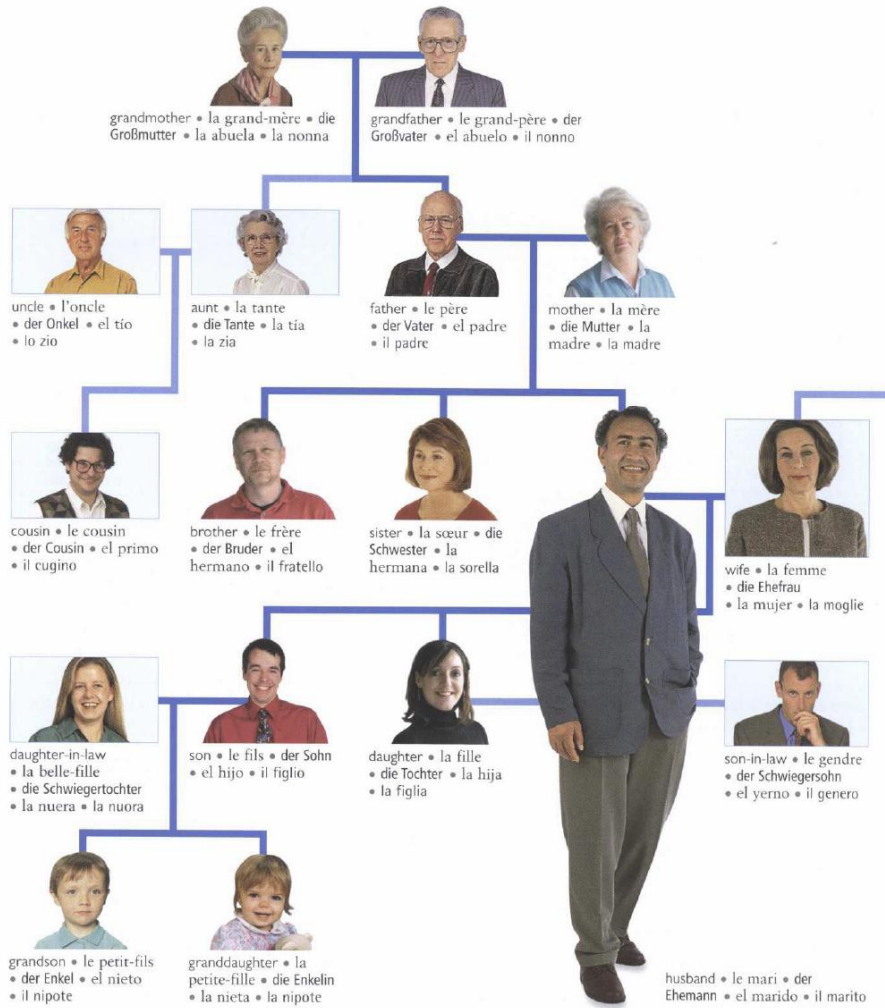 grandmother • la grand-mère • die
Großmutter • la abuela • la nonna
grandfather • le grand-père • der
Großvater • el abuelo • il nonno
uncle • l'oncle
• der Onkel • el tío
• lo zio
aunt • la tante
• die Tante • la tía
• la zia
father • le père
• der Vater • el padre
• il padre
mother • la mère
• die Mutter • la
madre • la madre
cousin • le cousin
• der Cousin • el primo
• il cugino
brother • le frère
• der Bruder • el
hermano • il fratello
sister • la sœur • die
Schwester • la
hermana • la sorella
wife • la femme
• die Ehefrau
• la mujer • la moglie
daughter-in-law
• la belle-fille
• die Schwiegertochter
• la nuera • la nuora
son • le fils • der Sohn
• el hijo • il figlio
daughter • la fille
• die Tochter • la hija
• la figlia
son-in-law • le gendre
• der Schwiegersohn
• el yerno • il genero
grandson • le petit-fils
• der Enkel • el nieto
• il nipote
granddaughter • la
petite-fille • die Enkelin
• la nieta • la nipote
husband • le mari • der
Ehemann • el marido • il marito